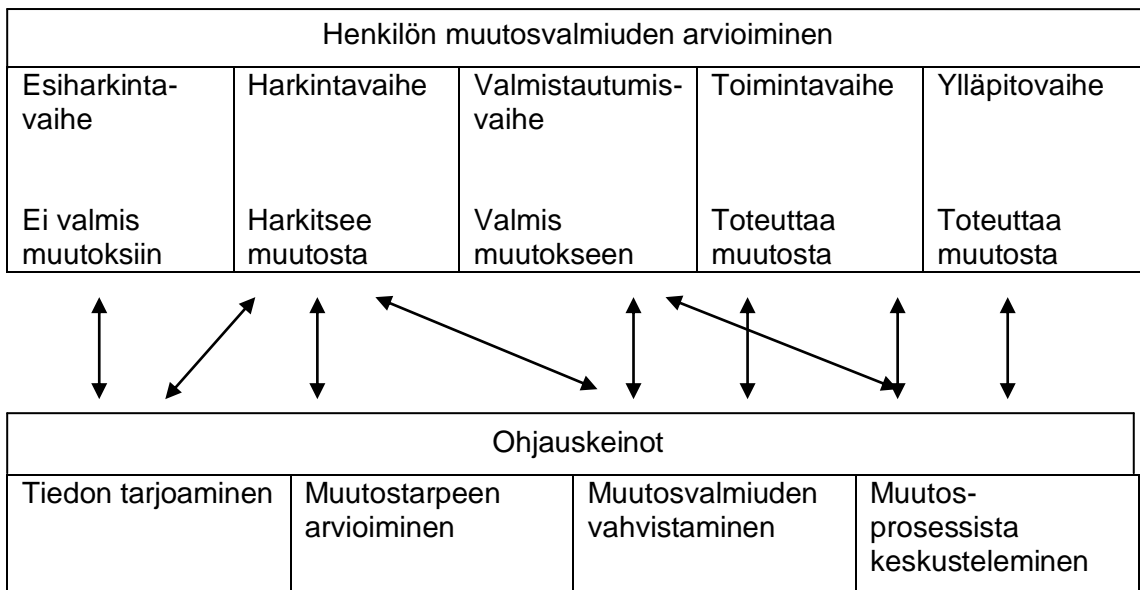 Henkilön muutosvalmiuden arvioiminen
Esiharkinta-
vaihe
Ei valmis
muutoksiin
Harkintavaihe
Harkitsee
muutosta
Valmistautumis-
vaihe
Valmis
muutokseen
Toimintavaihe
Toteuttaa
muutosta
Ylläpitovaihe
Toteuttaa
muutosta
Ohjauskeinot
Tiedon tarjoaminen
Muutostarpeen
arvioiminen
Muutosvalmiuden
vahvistaminen
Muutos-
prosessista
keskusteleminen